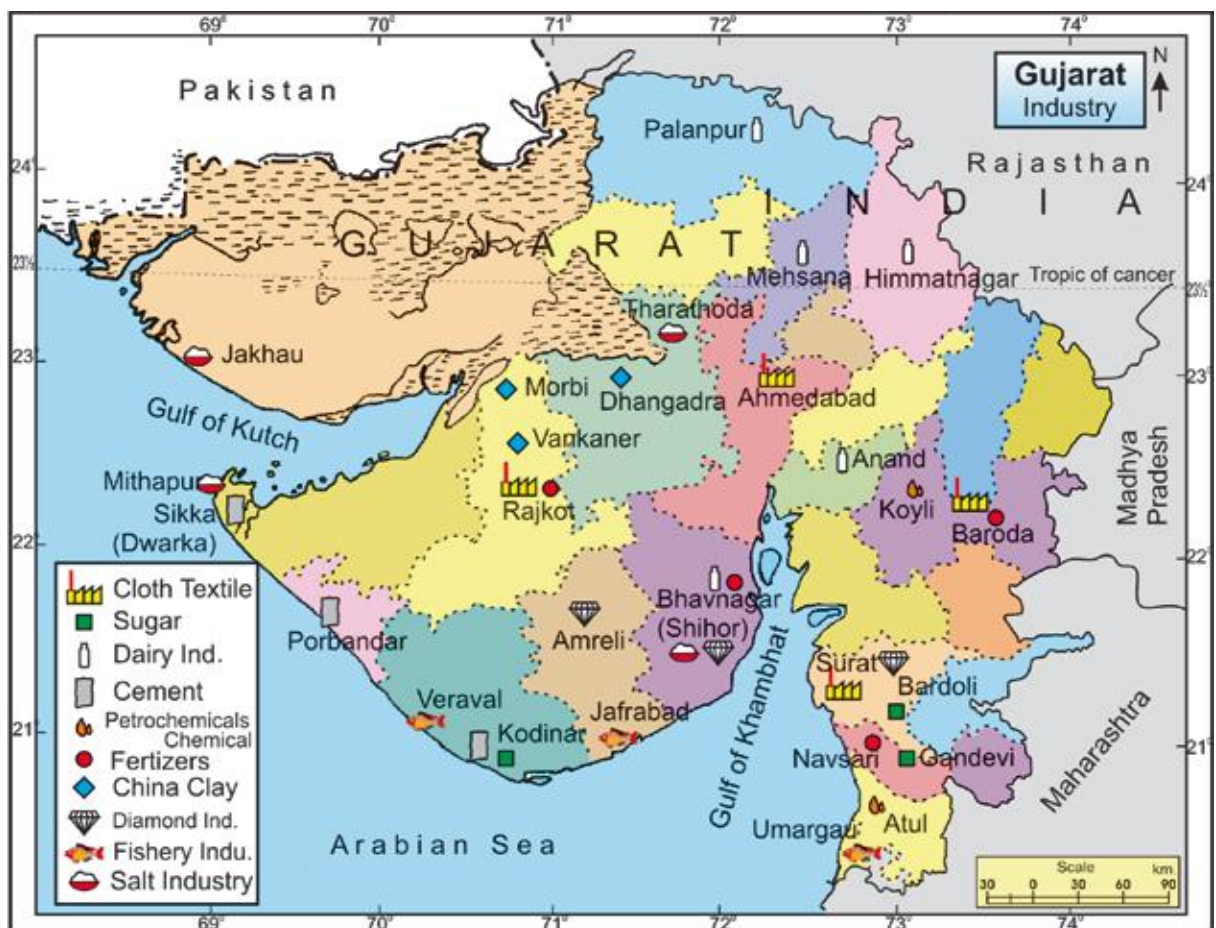 69°
70°
71°
72°
73°
74°
Gujarat
Industry
N
Pakistan
Palanpur
Rajasthan
24°
24°
INDIA
GUJARAT
Mehsana
Himmatnagar
Tropic of cancer
23½
23½
Tharathoda
Jakhau
23°
23°
Morbi
Dhangadra
Ahmedabad
Gulf of Kutch
Vankaner
Anand
Mithapur
Sikka
(Dwarka)
Rajkot
Koyli
Baroda
Madhya
Pradesh
22°
22°
Cloth Textile
Sugar
Dairy Ind.
Cement
Petrochemicals
Chemical
Fertizers
China Clay
Diamond Ind.
Fishery Indu.
Salt Industry
Porbandar
Amreli
Bhavnagar
(Shihor)
Surat
Bardoli
Veraval
Kodinar
Jafrabad
Gulf of Khambhat
Navsari
Gandevi
Maharashtra
21°
21°
Umargau
Atul
Arabian Sea
Scale
km.
30 0 30 60 90
69°
70°
71°
72°
73°
74°